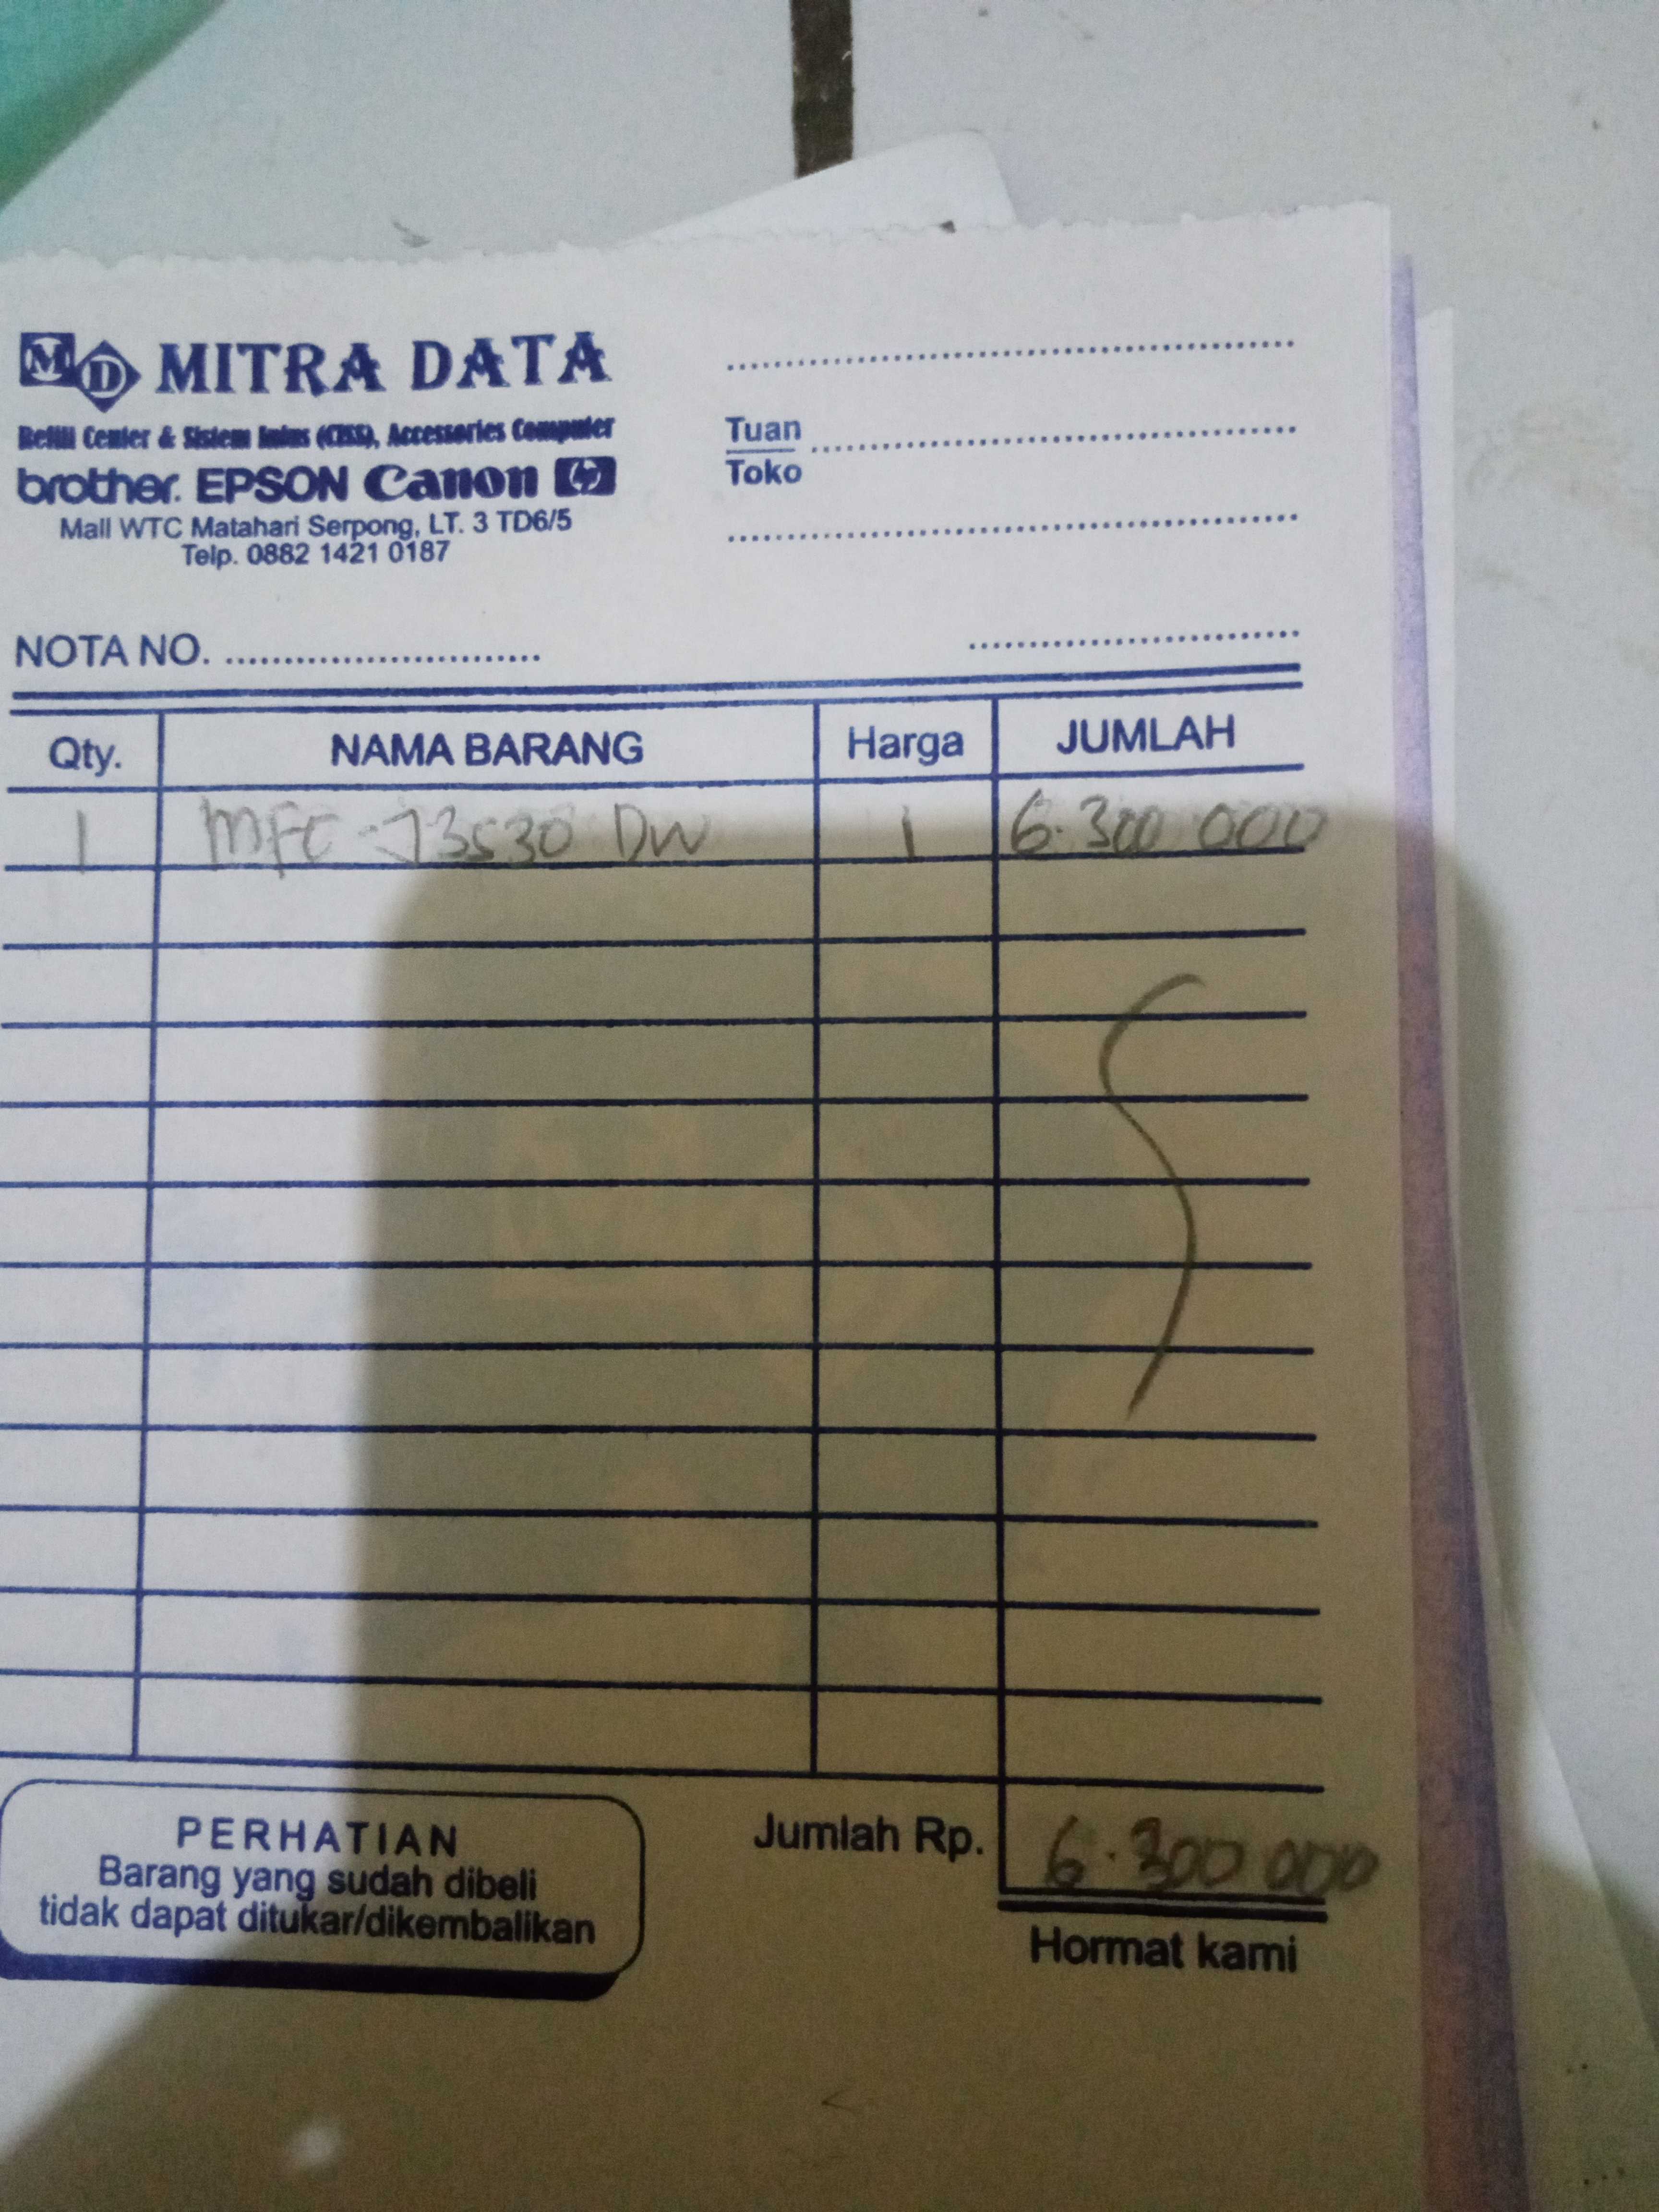 MD MITRA DATA
Refill Center & Sistem Infus (CISS), Accessories Computer
brother. EPSON Canon hp
Mall WTC Matahari Serpong, LT. 3 TD6/5
Telp. 0882 1421 0187
Tuan
Toko
NOTA NO.
Qty. NAMA BARANG Harga JUMLAH
1 MFC-J3530 DW 1 6.300 000
PERHATIAN
Barang yang sudah dibeli
tidak dapat ditukar/dikembalikan
Jumlah Rp. 6.300 000
Hormat kami